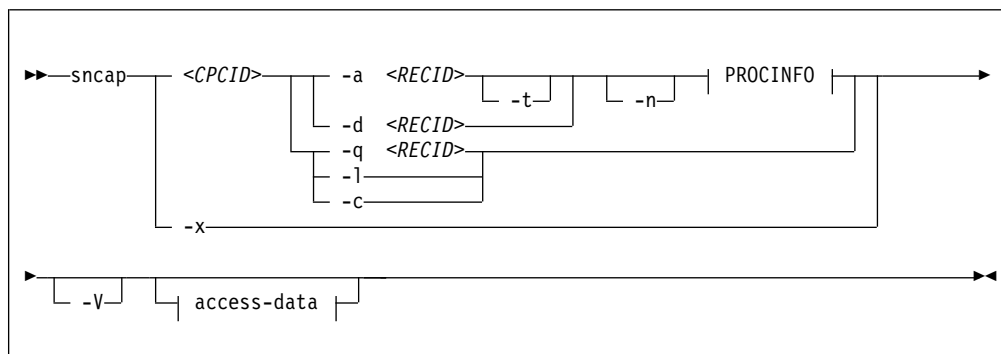 sncap <CPCID> -a <RECID> PROCINFO
-t -n
-d <RECID>
-q <RECID>
-l
-c
-x
-V access-data